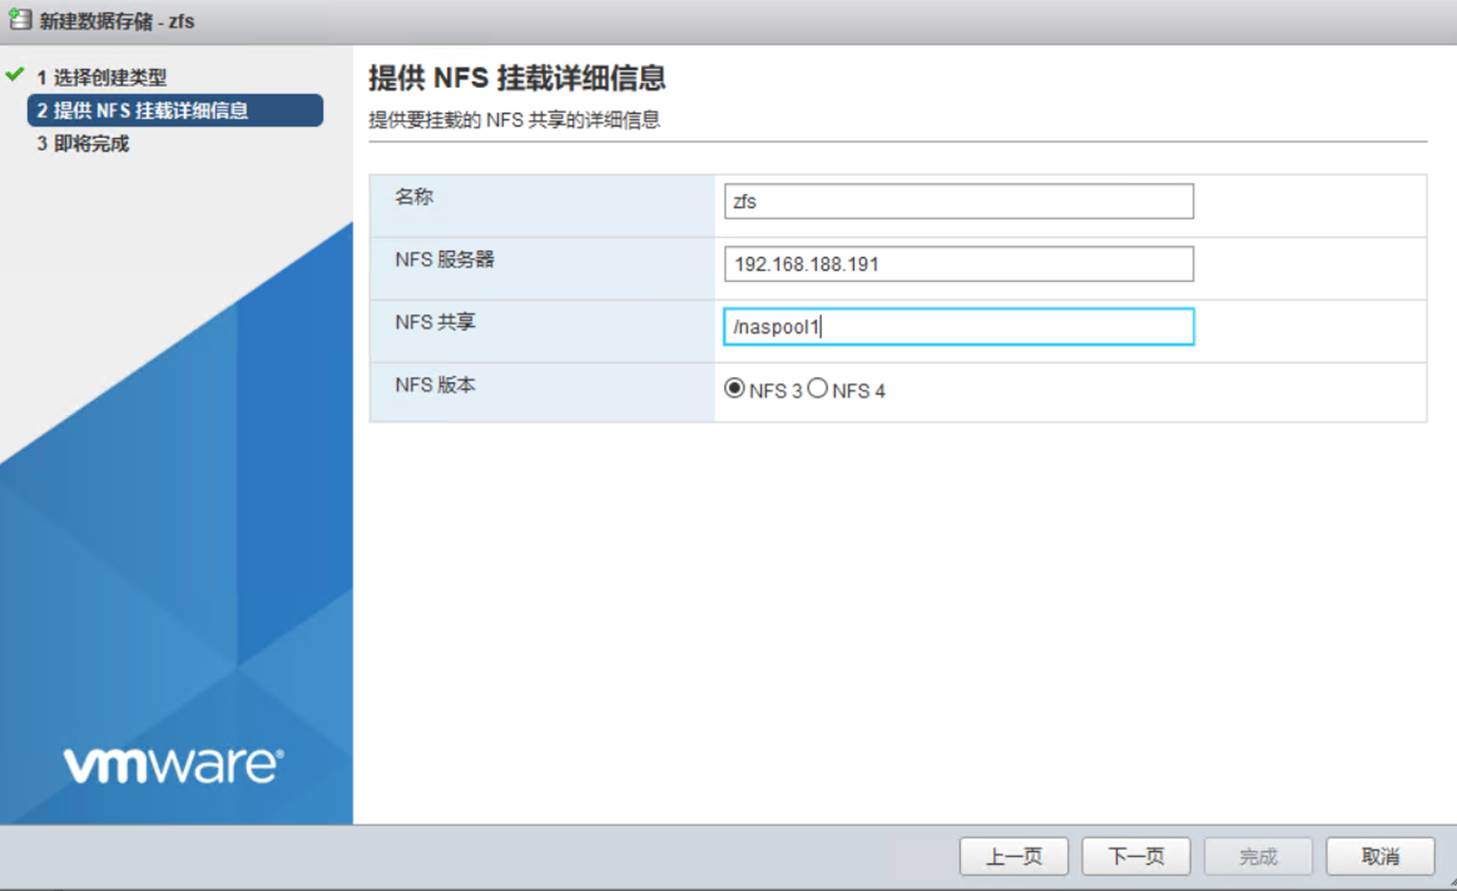 新建数据存储 - zfs
1 选择创建类型
2 提供 NFS 挂载详细信息
3 即将完成
提供 NFS 挂载详细信息
提供要挂载的 NFS 共享的详细信息
名称
zfs
NFS 服务器
192.168.188.191
NFS 共享
/naspool1
NFS 版本
NFS 3 NFS 4
vmware®
上一页 下一页 完成 取消